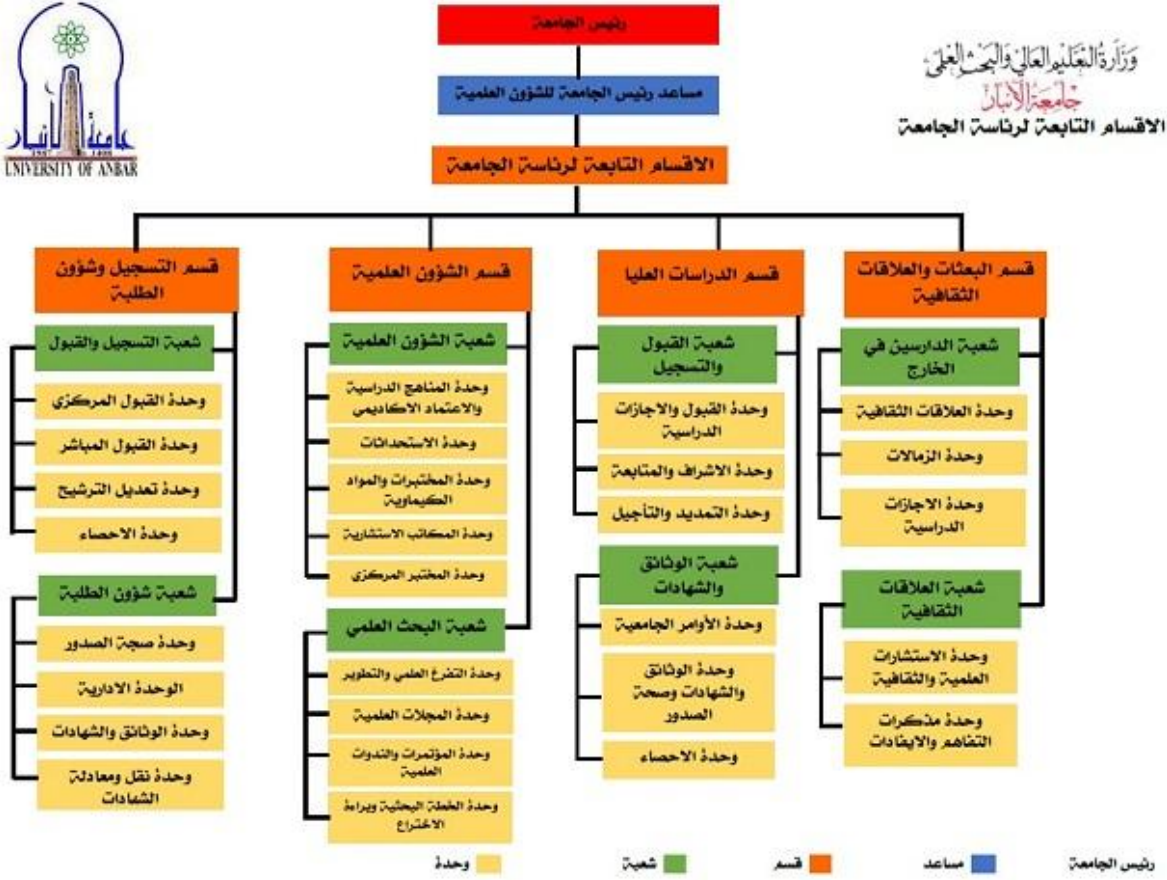 رئيس الجامعة
جامعة الأنبار
1987 1408
UNIVERSITY OF ANBAR
وزارة التعليم العالي والبحث العلمي
جامعة الأنبار
الاقسام التابعة لرئاسة الجامعة
مساعد رئيس الجامعة للشؤون العلمية
الاقسام التابعة لرئاسة الجامعة
قسم البعثات والعلاقات
الثقافية
شعبة الدارسين في
الخارج
وحدة العلاقات الثقافية
وحدة الزمالات
وحدة الاجازات
الدراسية
شعبة العلاقات
الثقافية
وحدة الاستشارات
العلمية والثقافية
وحدة مذكرات
التفاهم والايفادات
قسم الدراسات العليا
شعبة القبول
والتسجيل
وحدة القبول والاجازات
الدراسية
وحدة الاشراف والمتابعة
وحدة التمديد والتأجيل
شعبة الوثائق
والشهادات
وحدة الأوامر الجامعية
وحدة الوثائق
والشهادات وصحة
الصدور
وحدة الاحصاء
قسم الشؤون العلمية
شعبة الشؤون العلمية
وحدة المناهج الدراسية
والاعتماد الاكاديمي
وحدة الاستحداثات
وحدة المختبرات والمواد
الكيماوية
وحدة المكاتب الاستشارية
وحدة المختبر المركزي
شعبة البحث العلمي
وحدة التفرغ العلمي والتطوير
وحدة المجلات العلمية
وحدة المؤتمرات والندوات
العلمية
وحدة الخطة البحثية وبراءة
الاختراع
قسم التسجيل وشؤون
الطلبة
شعبة التسجيل والقبول
وحدة القبول المركزي
وحدة القبول المباشر
وحدة تعديل الترشيح
وحدة الاحصاء
شعبة شؤون الطلبة
وحدة صحة الصدور
الوحدة الادارية
وحدة الوثائق والشهادات
وحدة نقل ومعادلة
الشهادات
رئيس الجامعة
مساعد
قسم
شعبة
وحدة